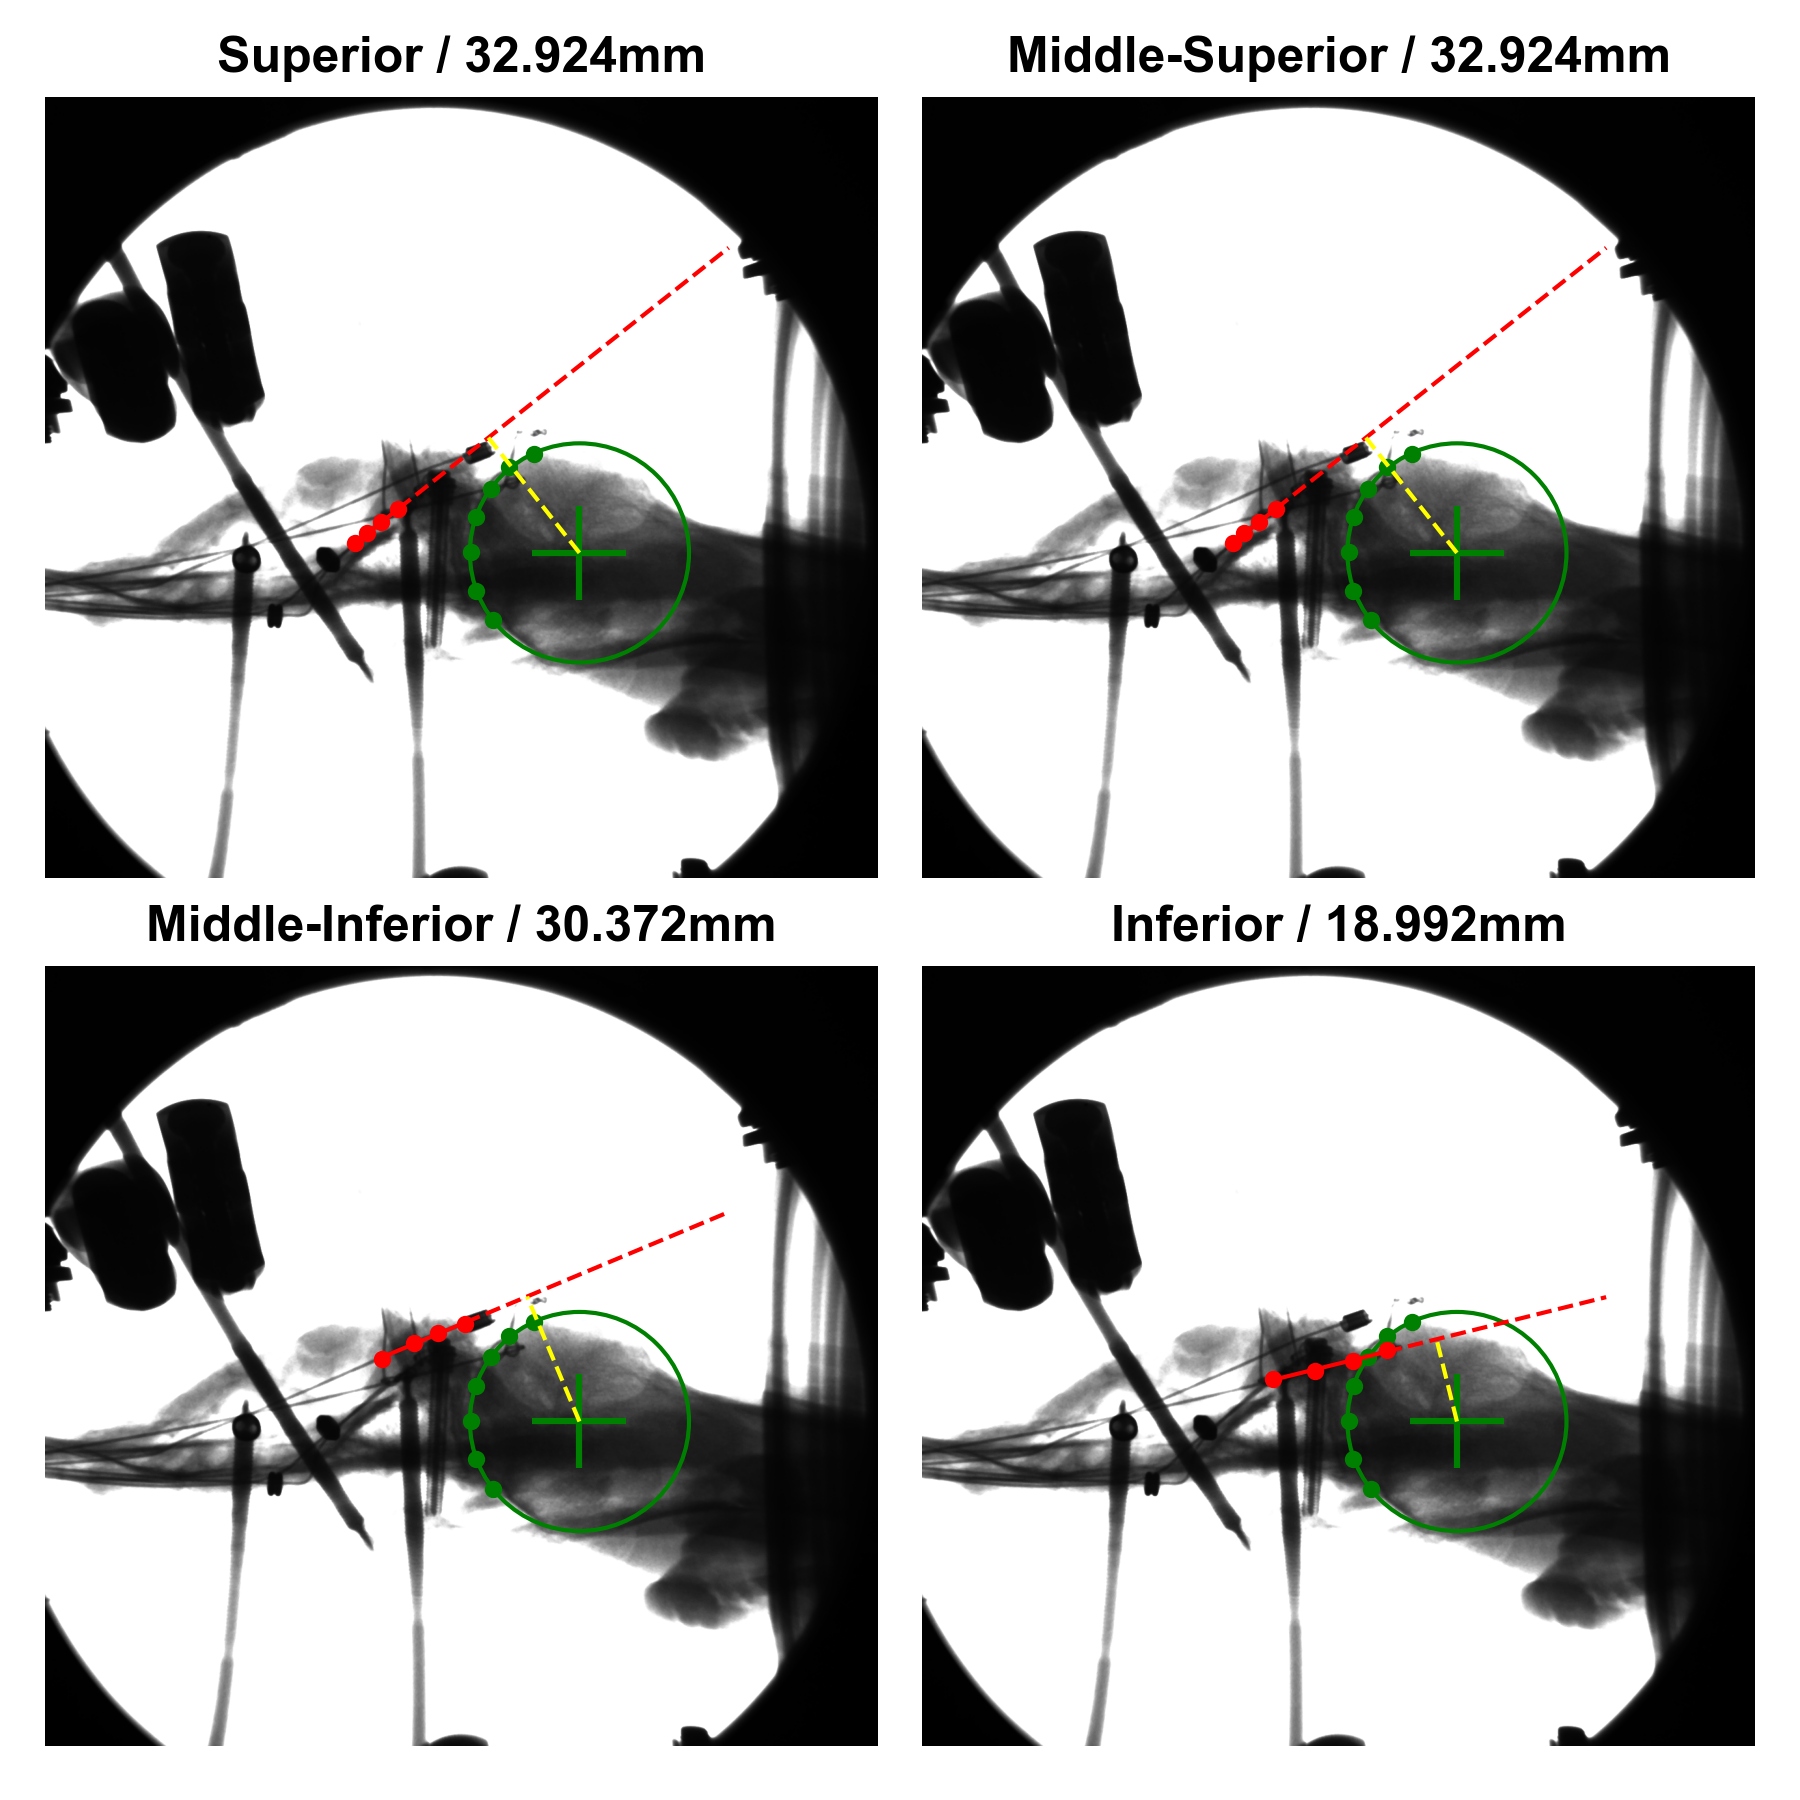 Superior / 32.924mm
Middle-Superior / 32.924mm
Middle-Inferior / 30.372mm
Inferior / 18.992mm